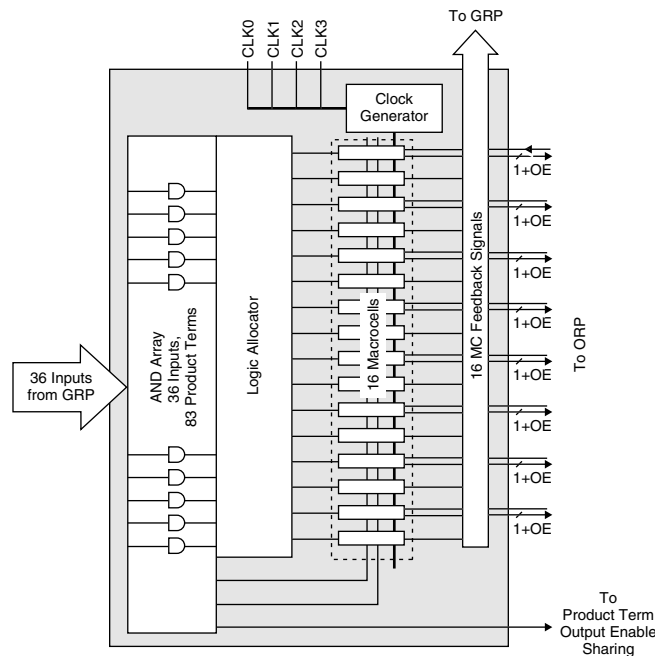 To GRP
CLK0
CLK1
CLK2
CLK3
Clock
Generator
1+OE
1+OE
1+OE
1+OE
1+OE
1+OE
1+OE
1+OE
36 Inputs
from GRP
AND Array
36 Inputs,
83 Product Terms
Logic Allocator
16 Macrocells
16 MC Feedback Signals
To ORP
To
Product Term
Output Enable
Sharing